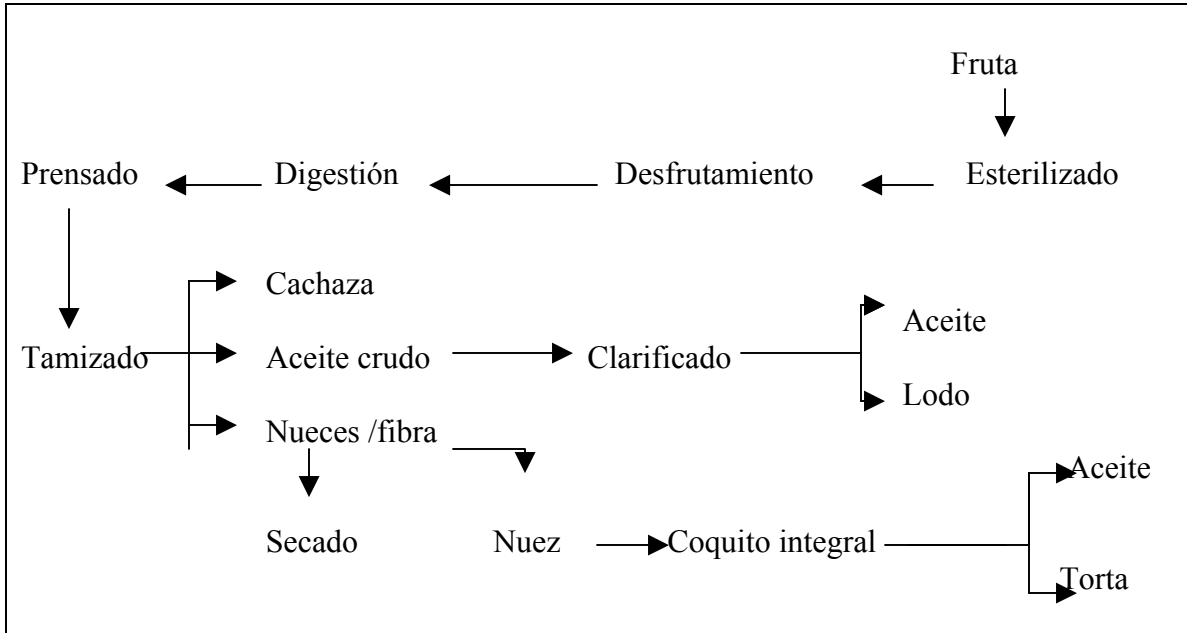 Fruta
Prensado Digestión Desfrutamiento Esterilizado
Cachaza
Aceite
Tamizado Aceite crudo Clarificado
Lodo
Nueces /fibra
Aceite
Secado Nuez Coquito integral
Torta